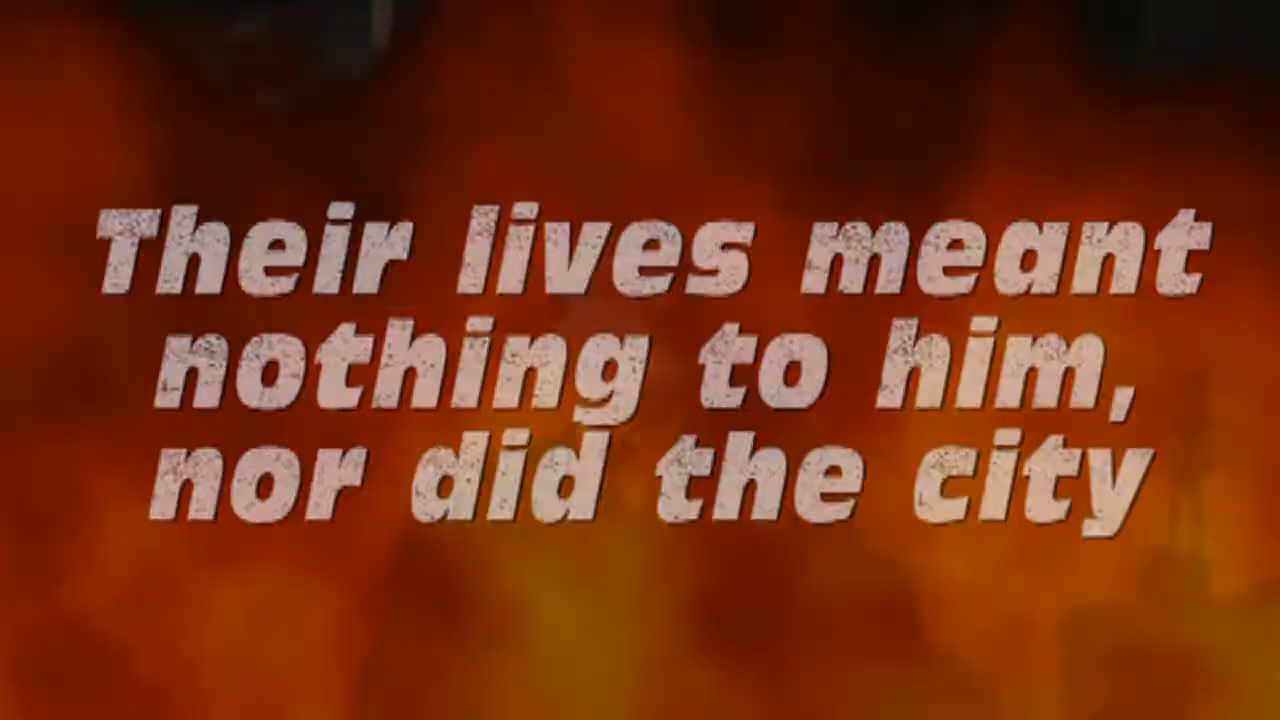 Their lives meant
nothing to him,
nor did the city